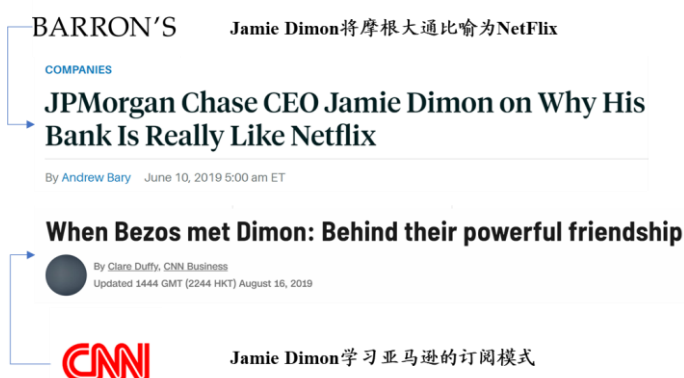 BARRON'S
Jamie Dimon将摩根大通比喻为NetFlix
COMPANIES
JPMorgan Chase CEO Jamie Dimon on Why His
Bank Is Really Like Netflix
By Andrew Bary June 10, 2019 5:00 am ET
When Bezos met Dimon: Behind their powerful friendship
By Clare Duffy, CNN Business
Updated 1444 GMT (2244 HKT) August 16, 2019
CNN
Jamie Dimon学习亚马逊的订阅模式